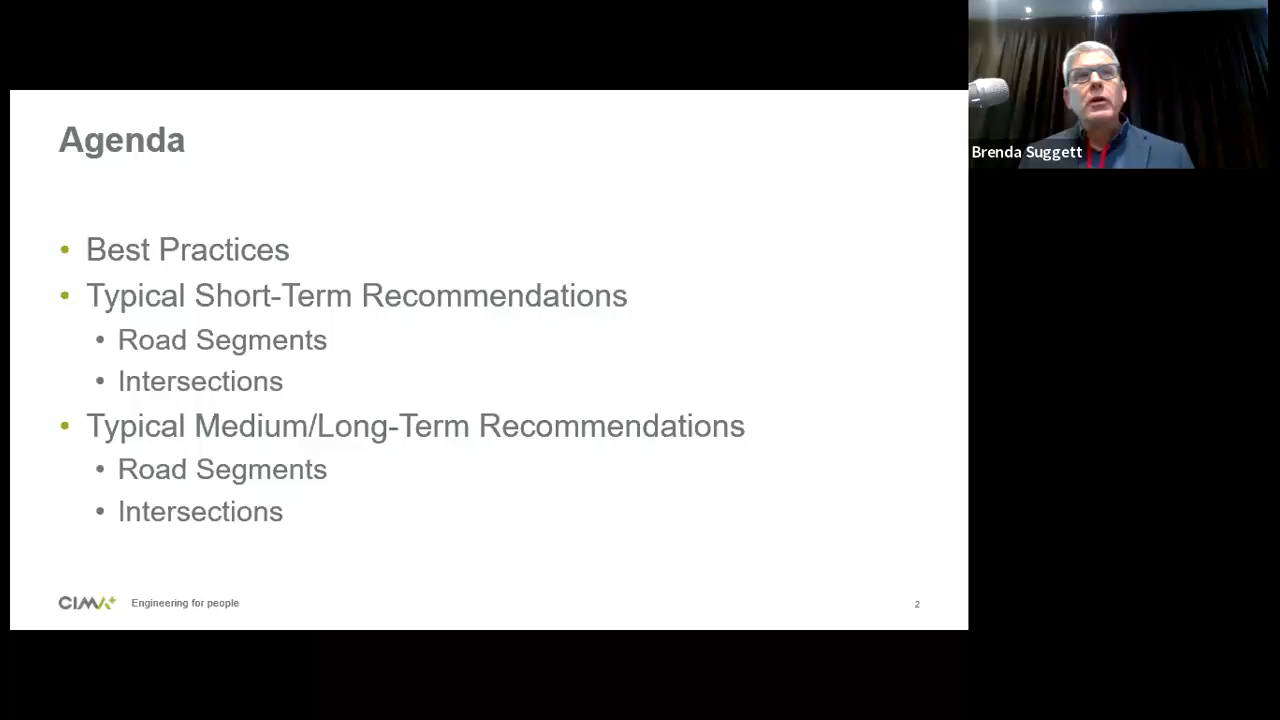 Agenda
• Best Practices
• Typical Short-Term Recommendations
• Road Segments
• Intersections
• Typical Medium/Long-Term Recommendations
• Road Segments
• Intersections
CIMA+ Engineering for people
2
Brenda Suggett